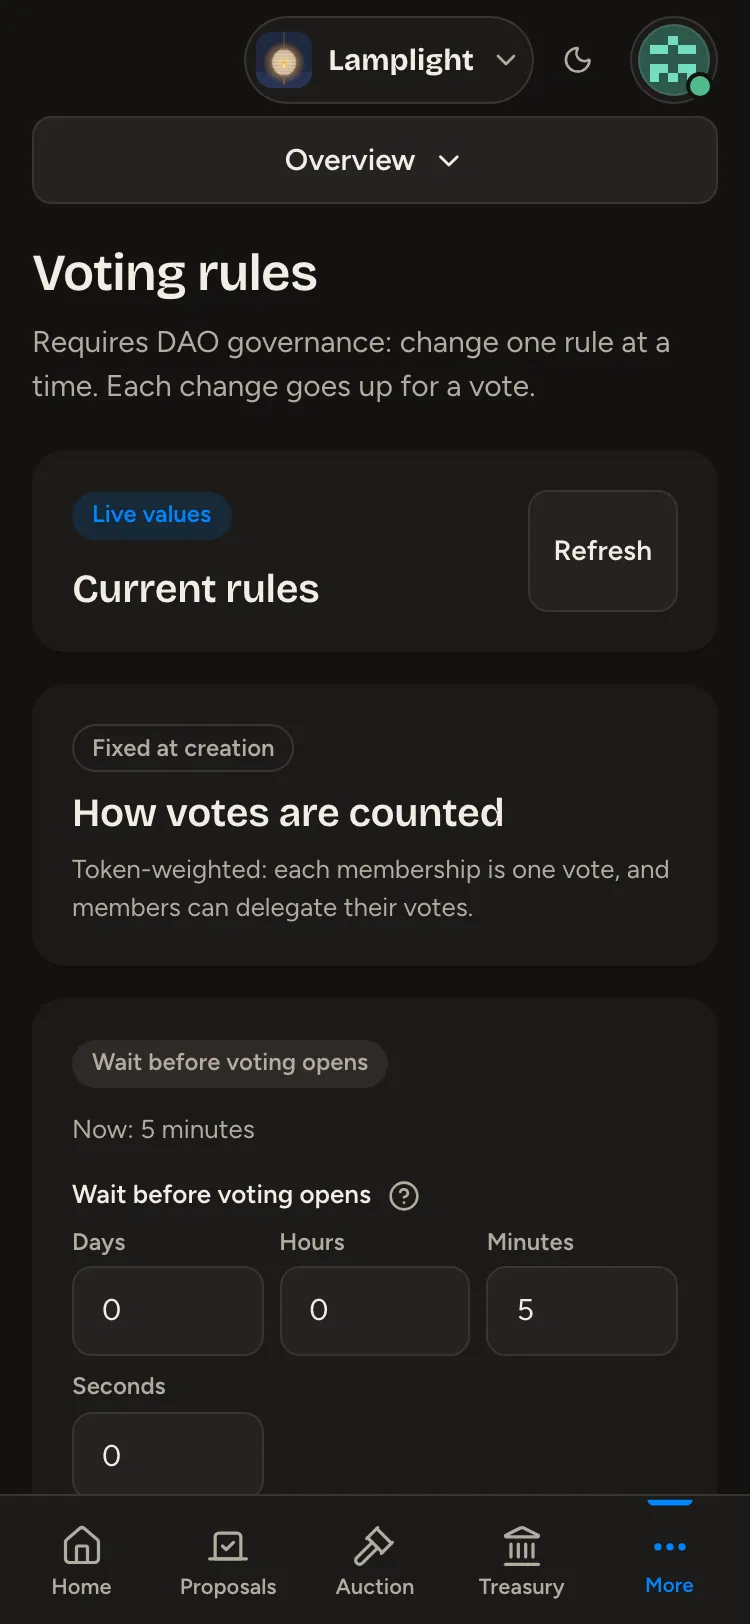 Lamplight
Overview
Voting rules
Requires DAO governance: change one rule at a
time. Each change goes up for a vote.
Live values
Refresh
Current rules
Fixed at creation
How votes are counted
Token-weighted: each membership is one vote, and
members can delegate their votes.
Wait before voting opens
Now: 5 minutes
Wait before voting opens ?
Days Hours Minutes
0 0 5
Seconds
0
Home Proposals Auction Treasury More